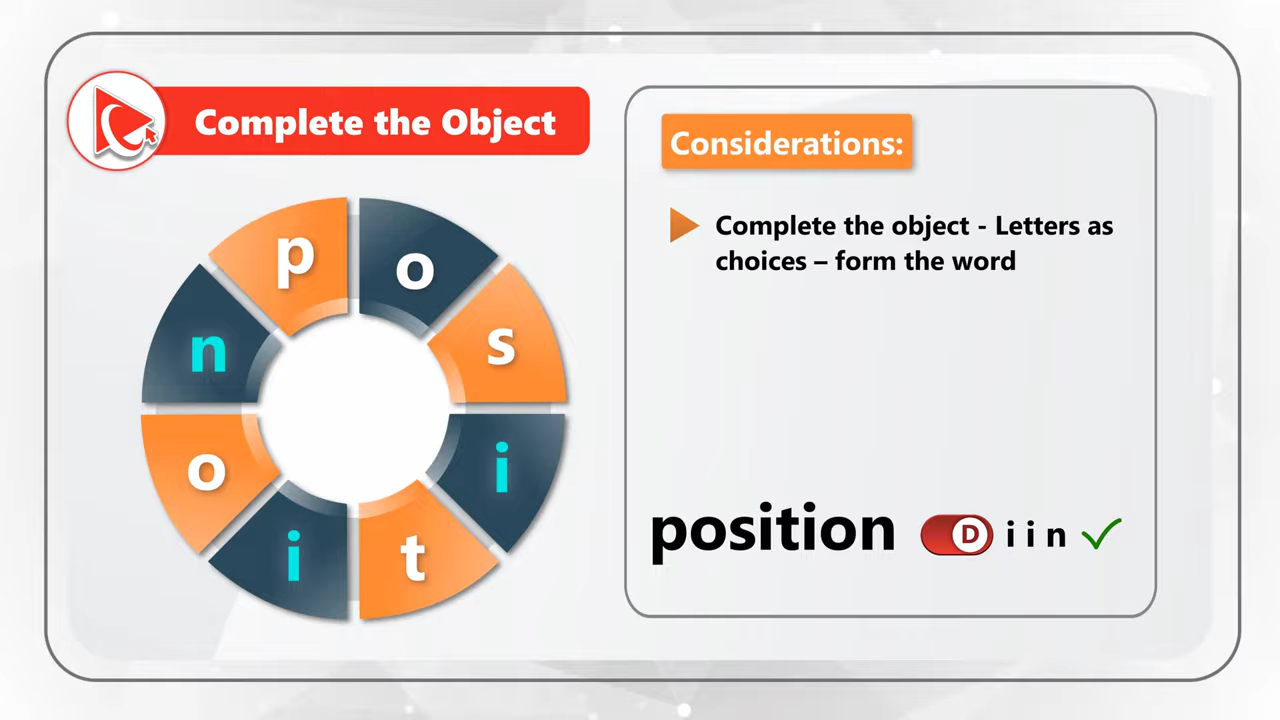 Complete the Object
p
o
s
i
t
i
o
n
Considerations:
Complete the object - Letters as
choices – form the word
position D i i n